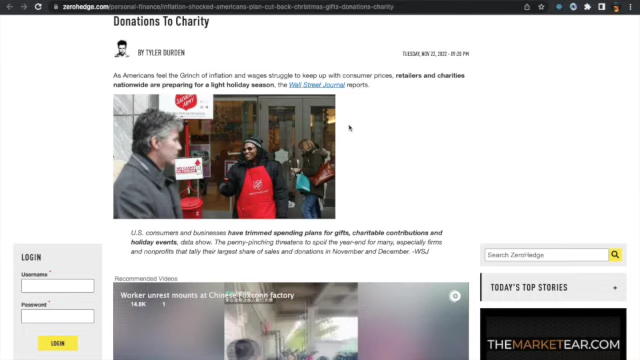 zerohedge.com/personal-finance/inflation-shocked-americans-plan-cut-back-christmas-gifts-donations-charity
Donations To Charity
BY TYLER DURDEN
TUESDAY, NOV 22, 2022 - 09:20 PM
As Americans feel the Grinch of inflation and wages struggle to keep up with consumer prices, retailers and charities
nationwide are preparing for a light holiday season, the Wall Street Journal reports.
U.S. consumers and businesses have trimmed spending plans for gifts, charitable contributions and
holiday events, data show. The penny-pinching threatens to spoil the year-end for many, especially firms
and nonprofits that tally their largest share of sales and donations in November and December. -WSJ
LOGIN
Username *
Password *
LOGIN
Recommended Videos
Worker unrest mounts at Chinese Foxconn factory
14.8K 1
Search ZeroHedge
TODAY'S TOP STORIES +
THEMARKETEAR.COM